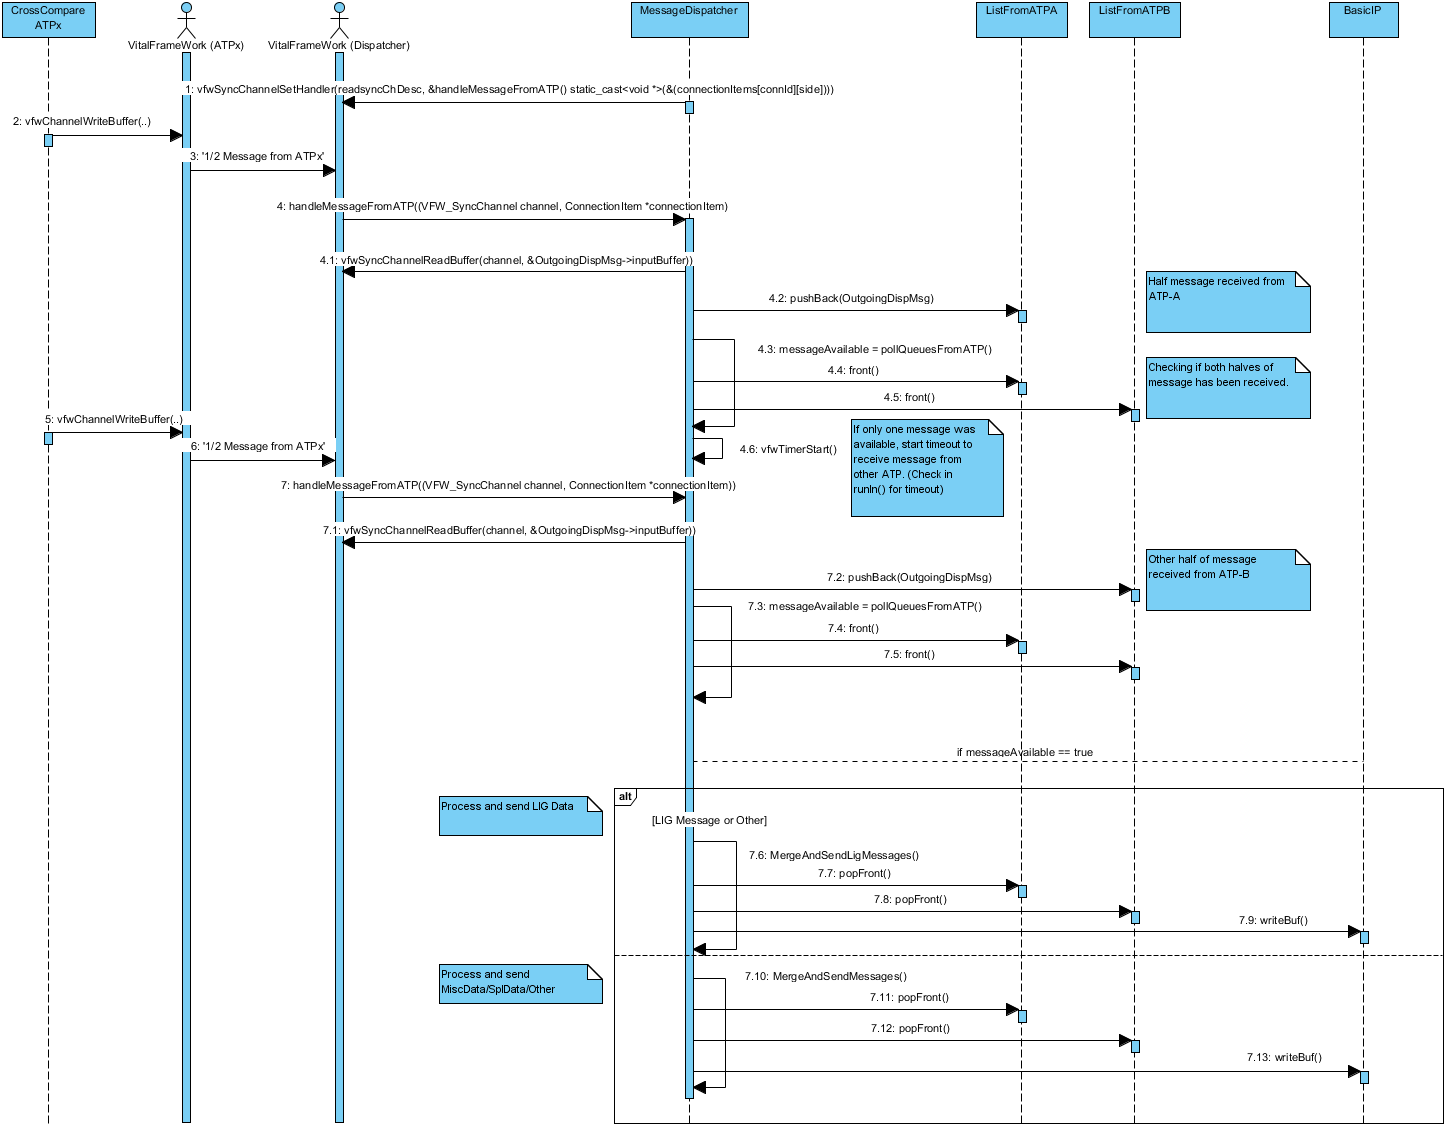 CrossCompare
ATPx
VitalFrameWork (ATPx)
VitalFrameWork (Dispatcher)
MessageDispatcher
ListFromATPA
ListFromATPB
BasicIP
1: vfwSyncChannelSetHandler(readsyncChDesc, &handleMessageFromATP() static_cast<void *>(&(connectionItems[connId][side])))
2: vfwChannelWriteBuffer(..)
3: '1/2 Message from ATPx'
4: handleMessageFromATP((VFW_SyncChannel channel, ConnectionItem *connectionItem)
4.1: vfwSyncChannelReadBuffer(channel, &OutgoingDispMsg->inputBuffer))
4.2: pushBack(OutgoingDispMsg)
Half message received from
ATP-A
4.3: messageAvailable = pollQueuesFromATP()
4.4: front()
4.5: front()
Checking if both halves of
message has been received.
5: vfwChannelWriteBuffer(..)
6: '1/2 Message from ATPx'
4.6: vfwTimerStart()
If only one message was
available, start timeout to
receive message from
other ATP. (Check in
runIn() for timeout)
7: handleMessageFromATP((VFW_SyncChannel channel, ConnectionItem *connectionItem))
7.1: vfwSyncChannelReadBuffer(channel, &OutgoingDispMsg->inputBuffer))
7.2: pushBack(OutgoingDispMsg)
Other half of message
received from ATP-B
7.3: messageAvailable = pollQueuesFromATP()
7.4: front()
7.5: front()
if messageAvailable == true
alt
Process and send LIG Data
[LIG Message or Other]
7.6: MergeAndSendLigMessages()
7.7: popFront()
7.8: popFront()
7.9: writeBuf()
Process and send
MiscData/SplData/Other
7.10: MergeAndSendMessages()
7.11: popFront()
7.12: popFront()
7.13: writeBuf()